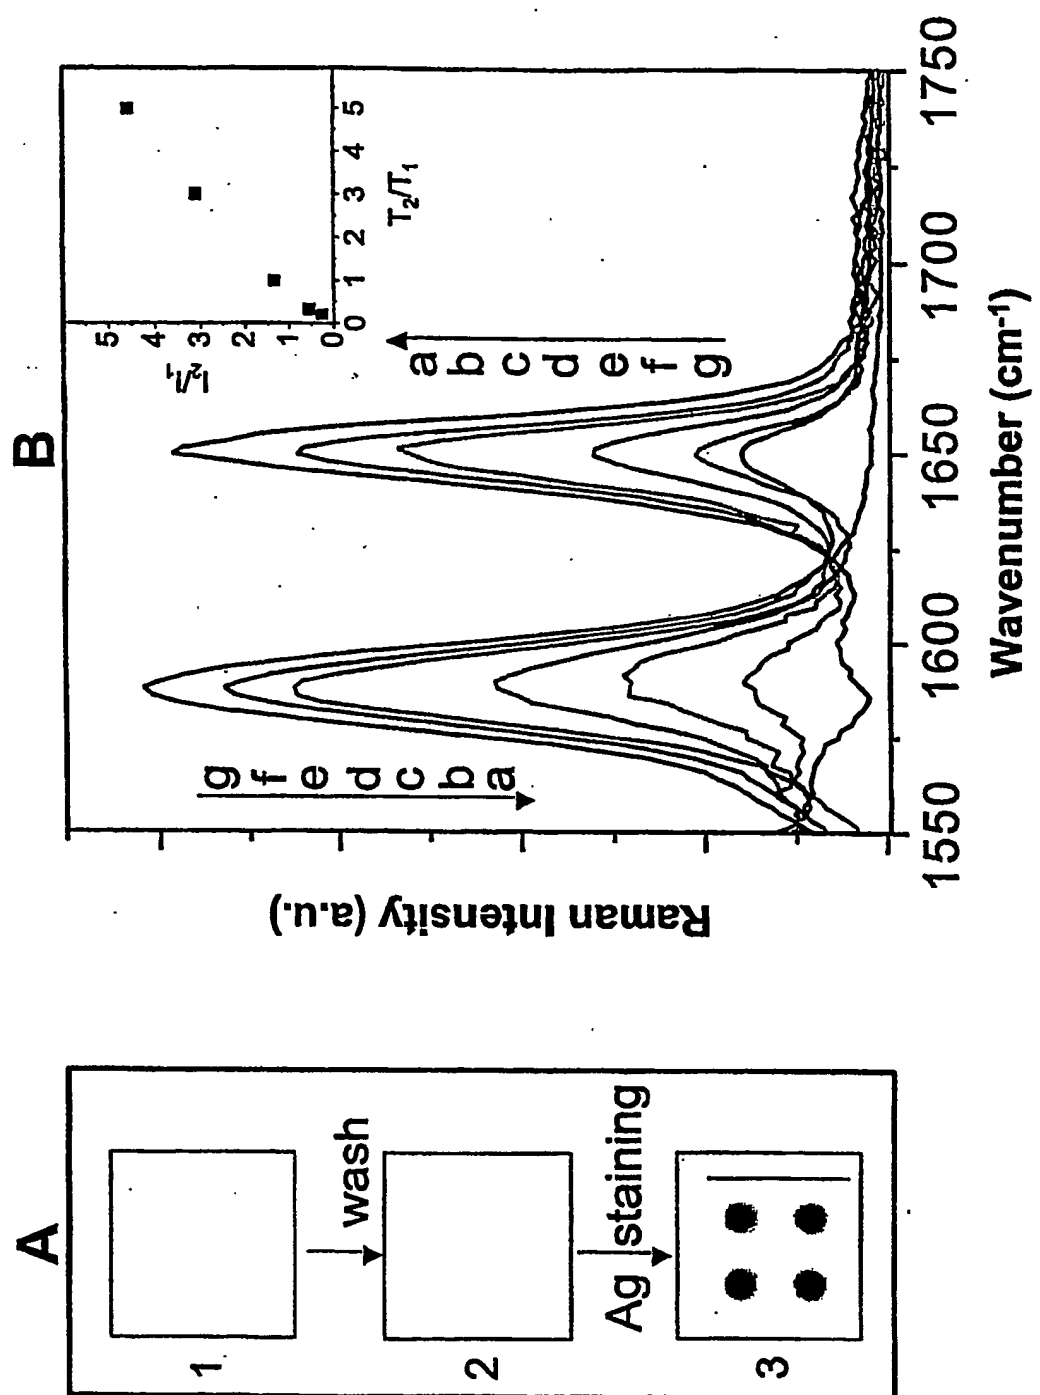 A
1
wash
2
Ag staining
3
B
Raman Intensity (a.u.)
g f e d c b a
a b c d e f g
I₂/I₁
5
4
3
2
1
0
0 1 2 3 4 5
T₂/T₁
1550 1600 1650 1700 1750
Wavenumber (cm⁻¹)